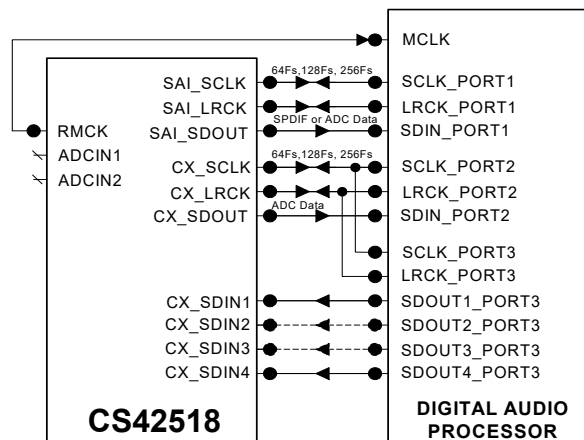 MCLK
64Fs,128Fs, 256Fs
SAI_SCLK
SCLK_PORT1
SAI_LRCK
LRCK_PORT1
SPDIF or ADC Data
RMCK
SAI_SDOUT
SDIN_PORT1
ADCIN1
64Fs,128Fs, 256Fs
CX_SCLK
SCLK_PORT2
ADCIN2
CX_LRCK
LRCK_PORT2
ADC Data
CX_SDOUT
SDIN_PORT2
SCLK_PORT3
LRCK_PORT3
CX_SDIN1
SDOUT1_PORT3
CX_SDIN2
SDOUT2_PORT3
CX_SDIN3
SDOUT3_PORT3
CX_SDIN4
SDOUT4_PORT3
CS42518
DIGITAL AUDIO
PROCESSOR